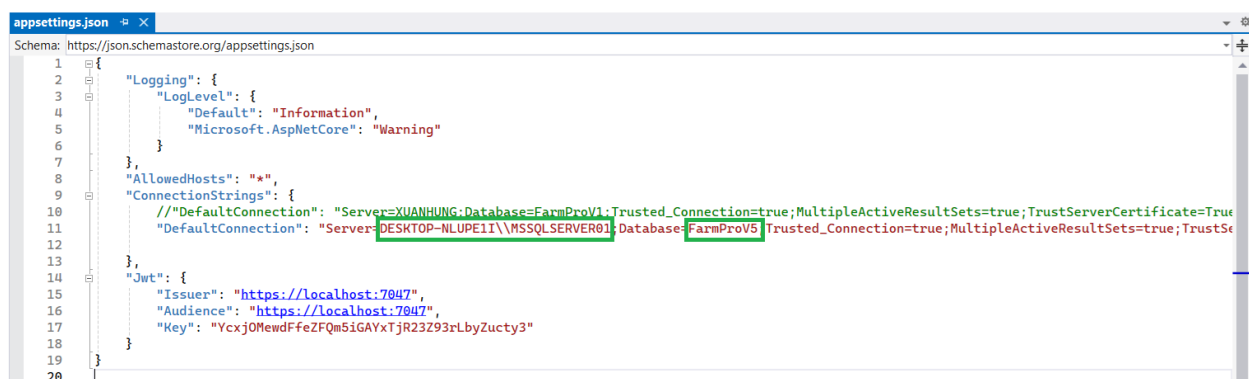 appsettings.json
Schema: https://json.schemastore.org/appsettings.json
1 {
2 "Logging": {
3 "LogLevel": {
4 "Default": "Information",
5 "Microsoft.AspNetCore": "Warning"
6 }
7 },
8 "AllowedHosts": "*",
9 "ConnectionStrings": {
10 //"DefaultConnection": "Server=XUANHUNG;Database=FarmProV1;Trusted_Connection=true;MultipleActiveResultSets=true;TrustServerCertificate=True
11 "DefaultConnection": "Server=DESKTOP-NLUPE1I\\MSSQLSERVER01;Database=FarmProV5;Trusted_Connection=true;MultipleActiveResultSets=true;TrustSe
12
13 },
14 "Jwt": {
15 "Issuer": "https://localhost:7047",
16 "Audience": "https://localhost:7047",
17 "Key": "YcxjOMewdFfeZFQm5iGAYxTjR23Z93rLbyZucty3"
18 }
19 }
20